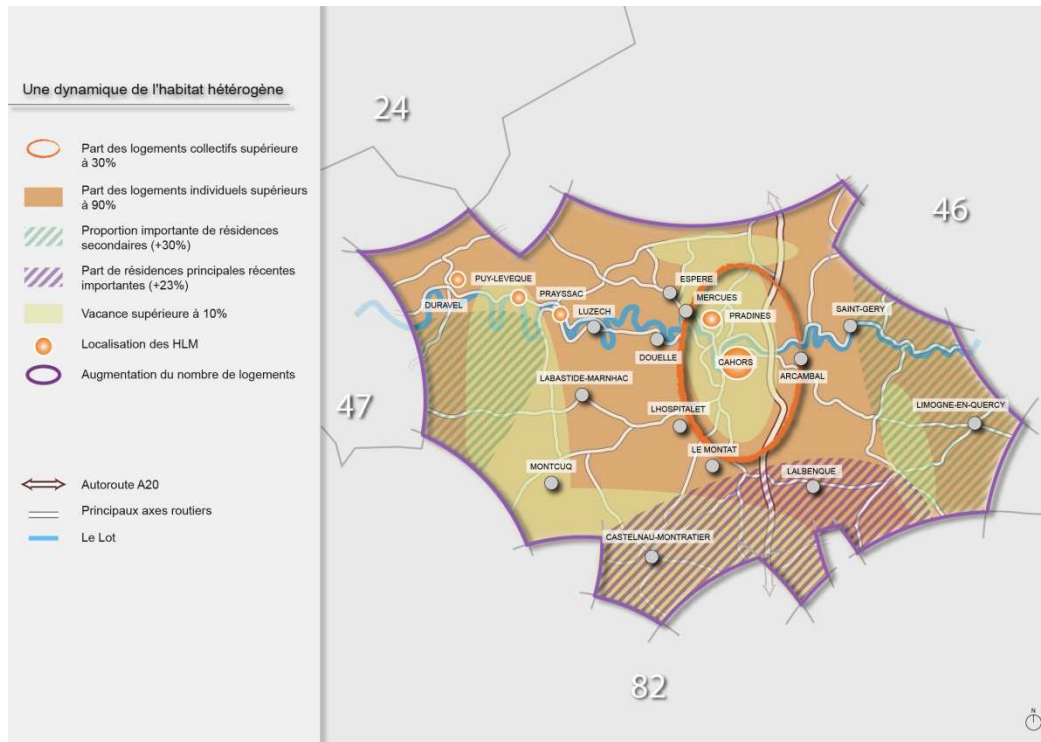 Une dynamique de l'habitat hétérogène
Part des logements collectifs supérieure
à 30%
Part des logements individuels supérieurs
à 90%
Proportion importante de résidences
secondaires (+30%)
Part de résidences principales récentes
importantes (+23%)
Vacance supérieure à 10%
Localisation des HLM
Augmentation du nombre de logements
Autoroute A20
Principaux axes routiers
Le Lot
24
46
47
82
PUY-LEVEQUE
DURAVEL
PRAYSSAC
LUZECH
ESPERE
MERCUES
PRADINES
SAINT-GERY
DOUELLE
CAHORS
ARCAMBAL
LABASTIDE-MARNHAC
LHOSPITALET
LIMOGNE-EN-QUERCY
LE MONTAT
MONTCUQ
LALBENQUE
CASTELNAU-MONTRATIER
N